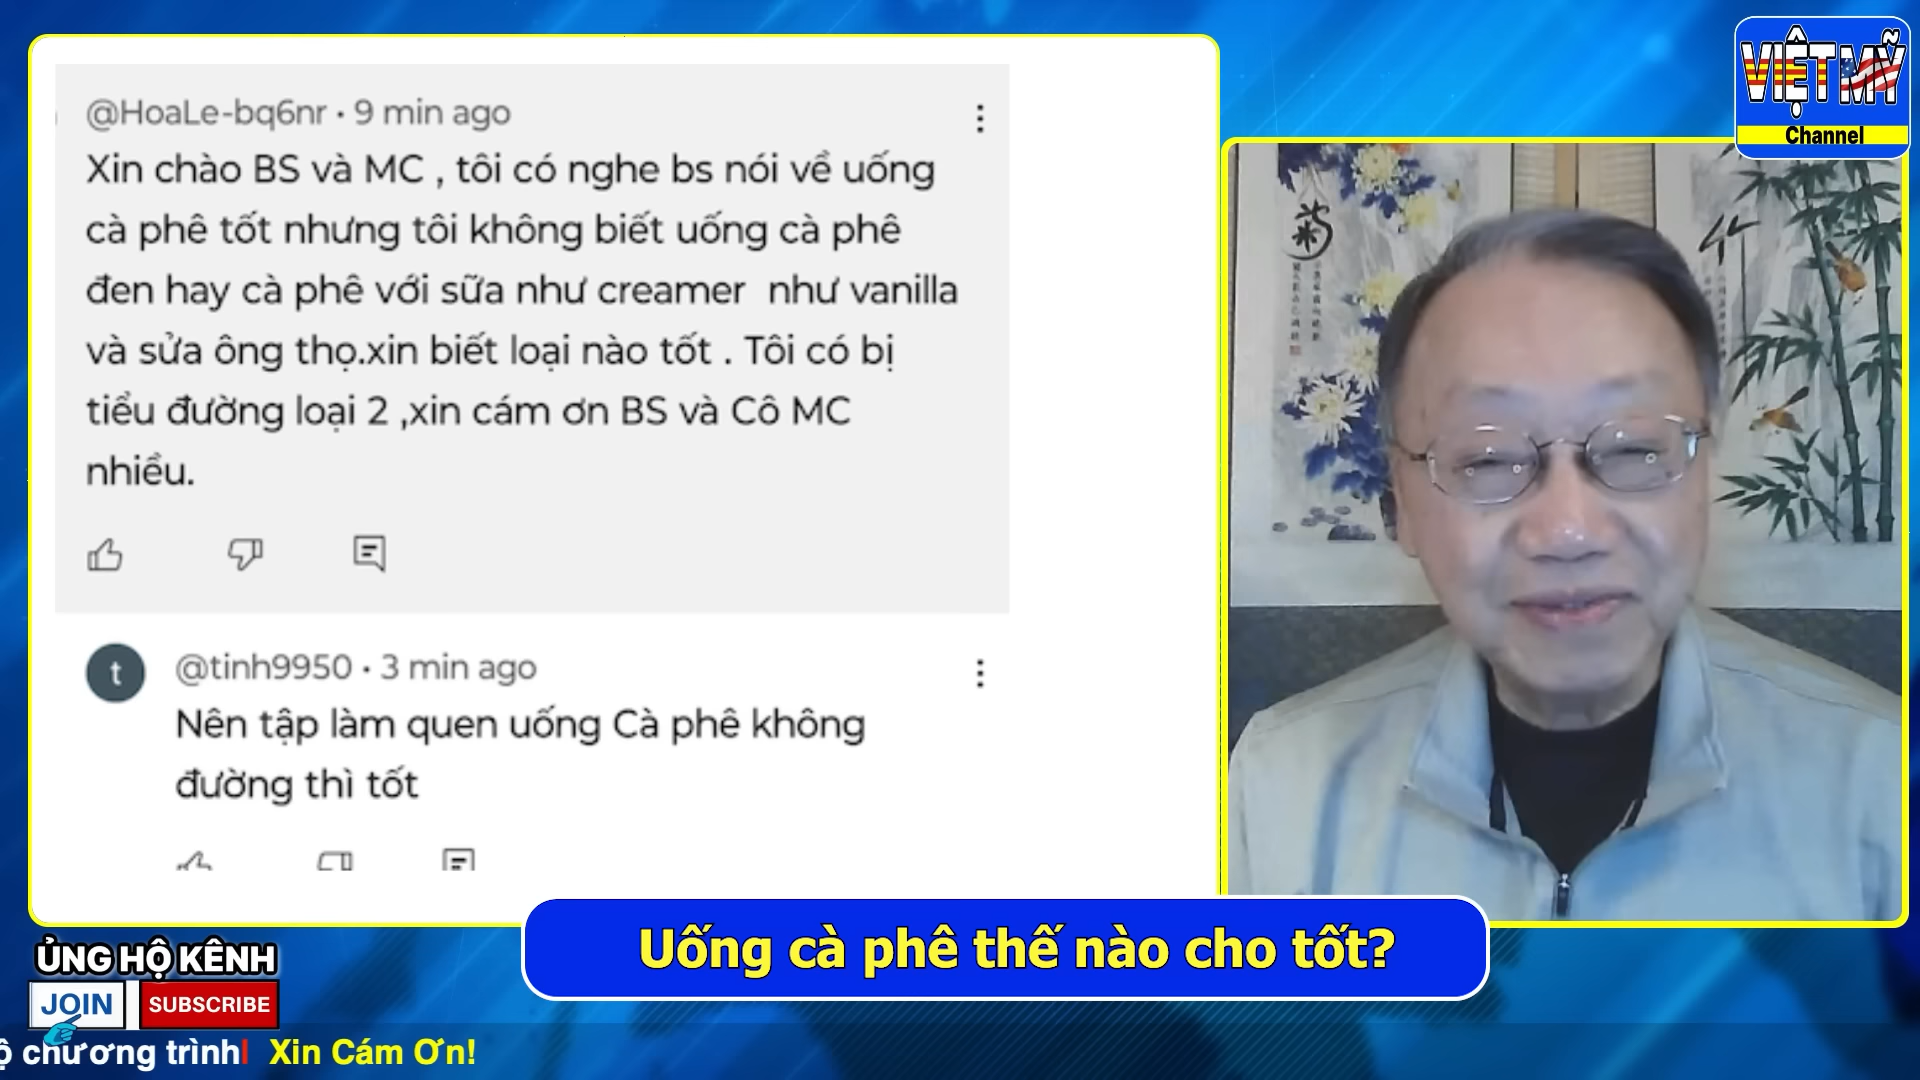 @HoaLe-bq6nr • 9 min ago
Xin chào BS và MC , tôi có nghe bs nói về uống
cà phê tốt nhưng tôi không biết uống cà phê
đen hay cà phê với sữa như creamer  như vanilla
và sửa ông thọ.xin biết loại nào tốt . Tôi có bị
tiểu đường loại 2 ,xin cám ơn BS và Cô MC
nhiều.
t
@tinh9950 • 3 min ago
Nên tập làm quen uống Cà phê không
đường thì tốt
VIỆT MỸ
Channel
菊
竹
Uống cà phê thế nào cho tốt?
ỦNG HỘ KÊNH
JOIN
SUBSCRIBE
ộ chương trình! Xin Cám Ơn!